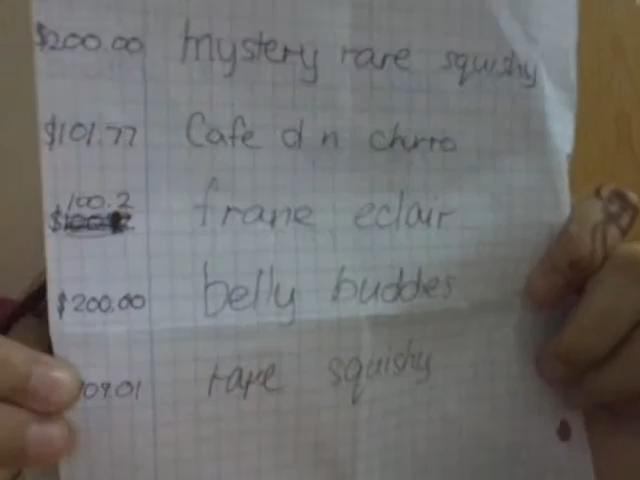 $200.00 mystery rare squishy
$101.77 Cafe d n churro
100.2
$ frane eclair
$200.00 belly buddes
09.01 rare squishy